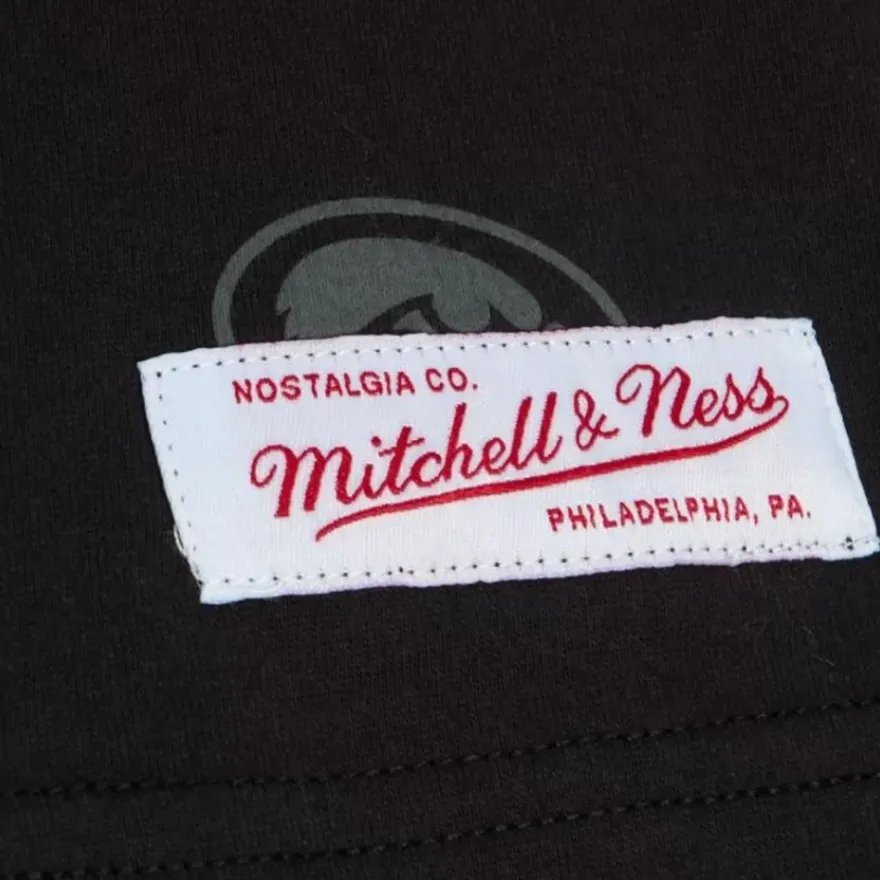 NOSTALGIA CO.
Mitchell & Ness
PHILADELPHIA, PA.